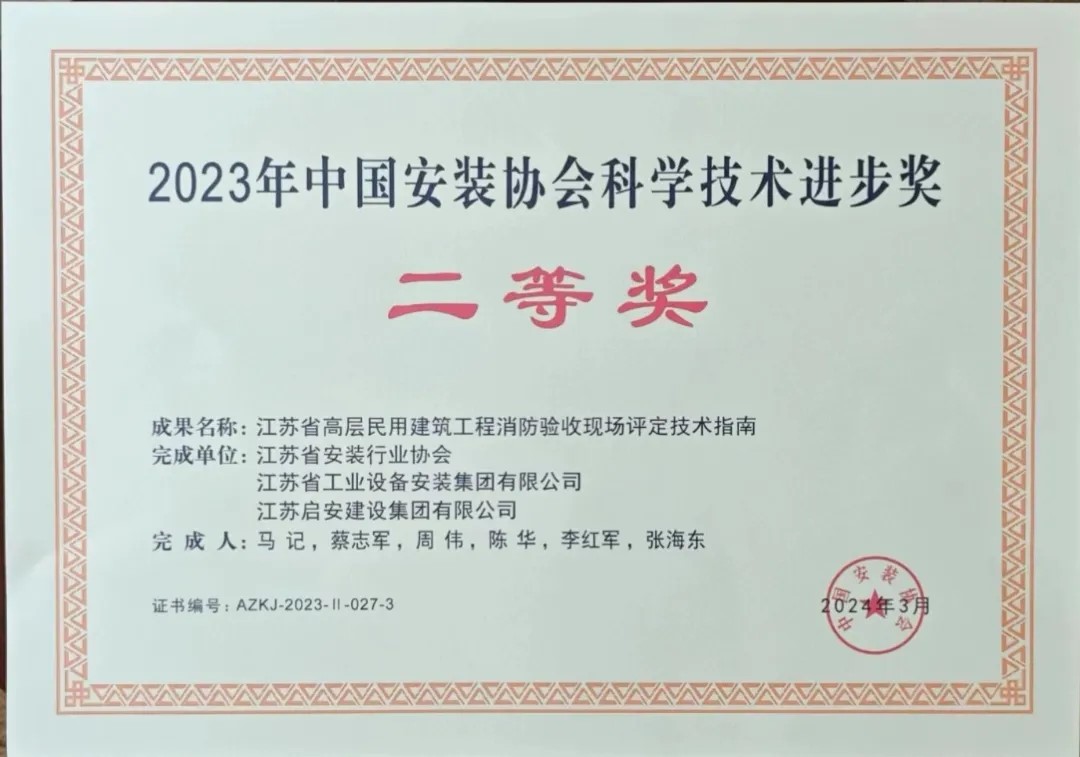 2023年中国安装协会科学技术进步奖
二等奖
成果名称：江苏省高层民用建筑工程消防验收现场评定技术指南
完成单位：江苏省安装行业协会
江苏省工业设备安装集团有限公司
江苏启安建设集团有限公司
完 成 人：马 记，蔡志军，周 伟，陈 华，李红军，张海东
证书编号：AZKJ-2023-Ⅱ-027-3
2024年3月
中国安装协会